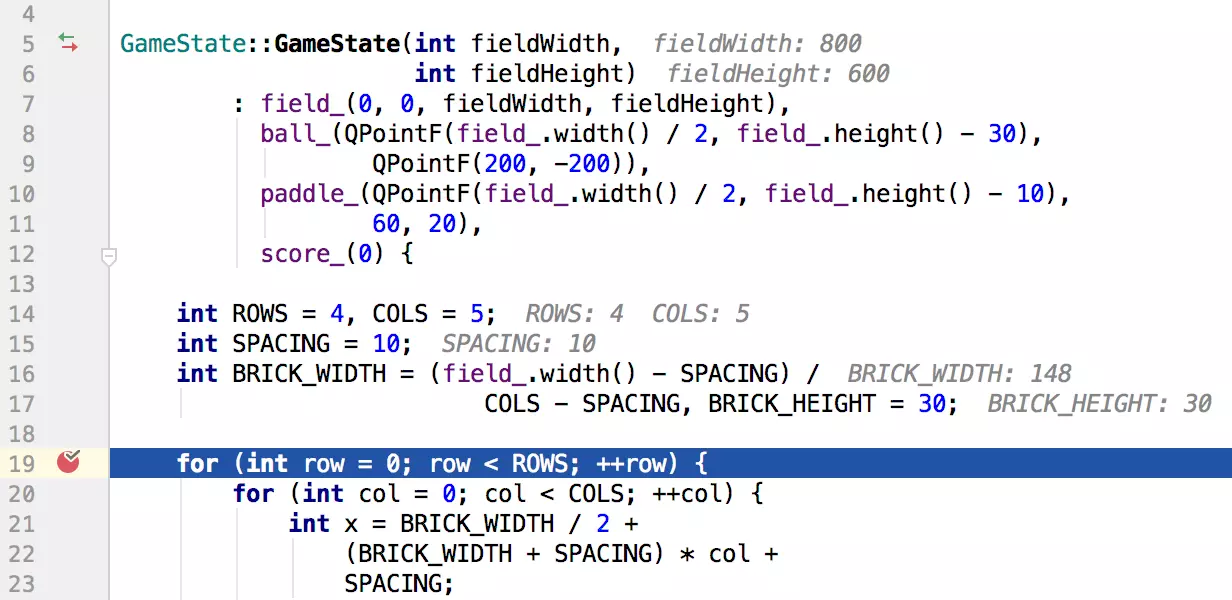 4
5 GameState::GameState(int fieldWidth, fieldWidth: 800
6 int fieldHeight) fieldHeight: 600
7 : field_(0, 0, fieldWidth, fieldHeight),
8 ball_(QPointF(field_.width() / 2, field_.height() - 30),
9 QPointF(200, -200)),
10 paddle_(QPointF(field_.width() / 2, field_.height() - 10),
11 60, 20),
12 score_(0) {
13
14 int ROWS = 4, COLS = 5; ROWS: 4 COLS: 5
15 int SPACING = 10; SPACING: 10
16 int BRICK_WIDTH = (field_.width() - SPACING) / BRICK_WIDTH: 148
17 COLS - SPACING, BRICK_HEIGHT = 30; BRICK_HEIGHT: 30
18
19 for (int row = 0; row < ROWS; ++row) {
20 for (int col = 0; col < COLS; ++col) {
21 int x = BRICK_WIDTH / 2 +
22 (BRICK_WIDTH + SPACING) * col +
23 SPACING;